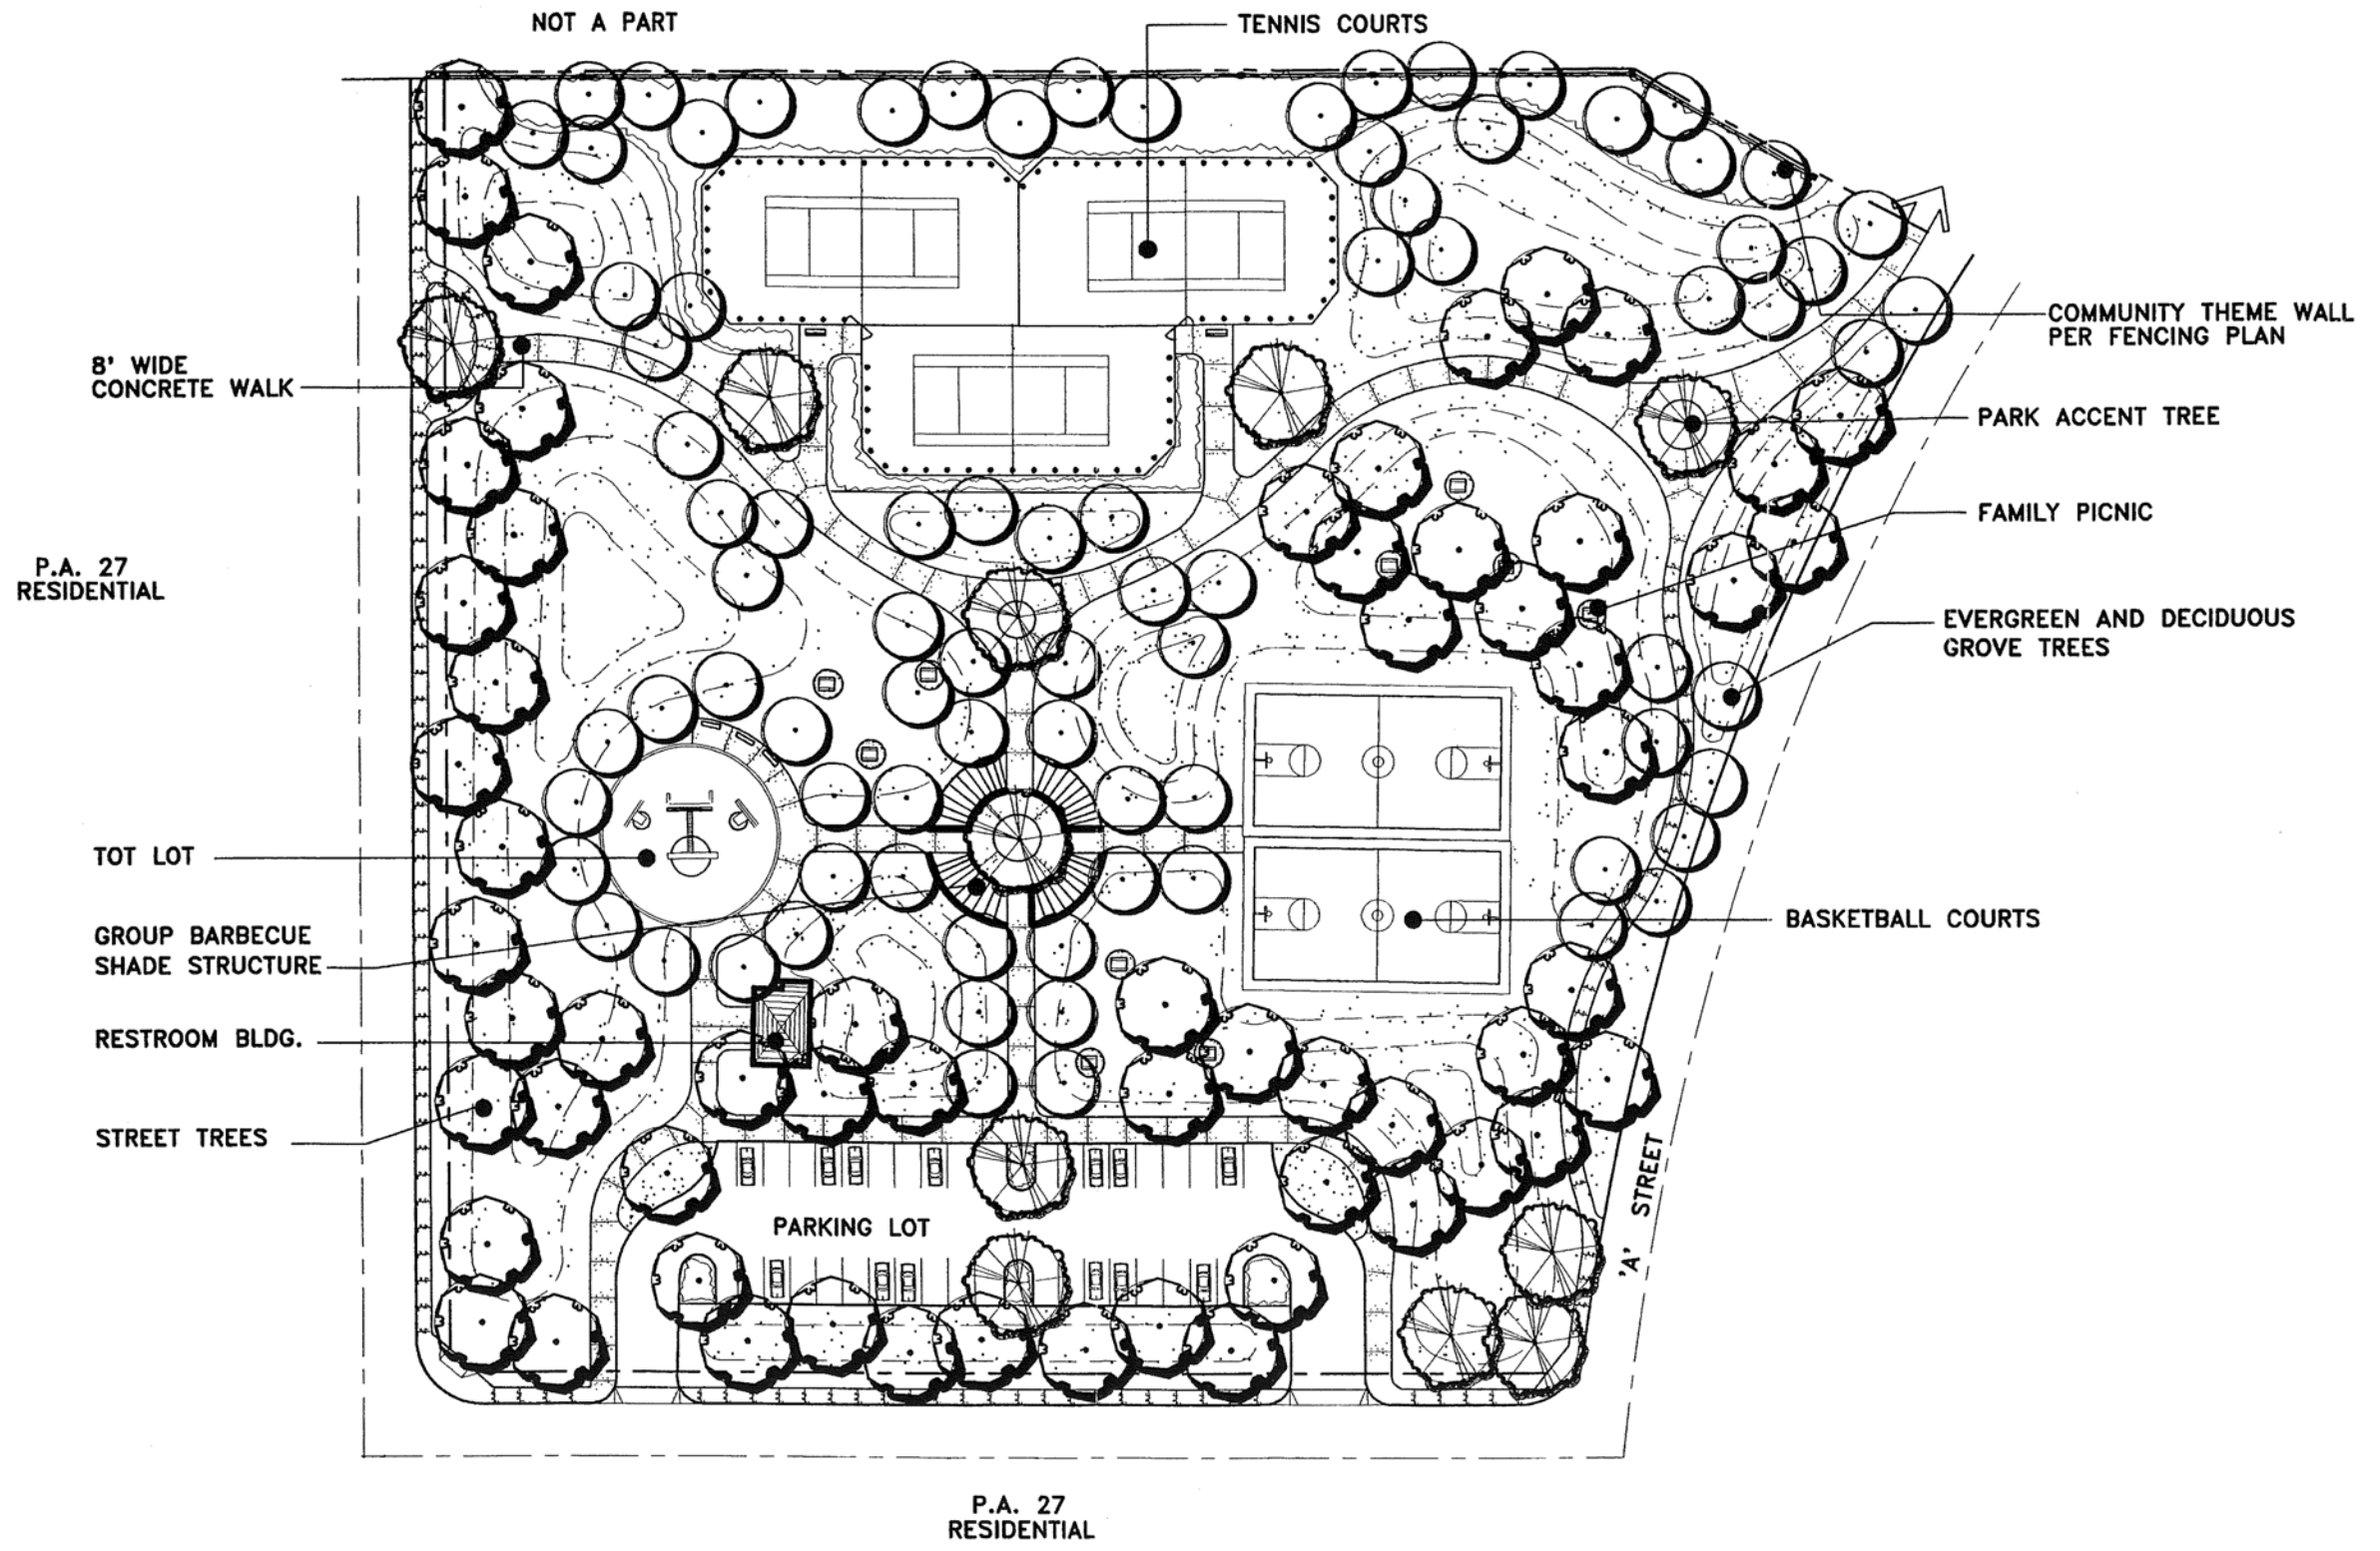 NOT A PART
TENNIS COURTS
COMMUNITY THEME WALL
PER FENCING PLAN
8' WIDE
CONCRETE WALK
PARK ACCENT TREE
FAMILY PICNIC
P.A. 27
RESIDENTIAL
EVERGREEN AND DECIDUOUS
GROVE TREES
TOT LOT
BASKETBALL COURTS
GROUP BARBECUE
SHADE STRUCTURE
RESTROOM BLDG.
STREET TREES
'A' STREET
PARKING LOT
P.A. 27
RESIDENTIAL